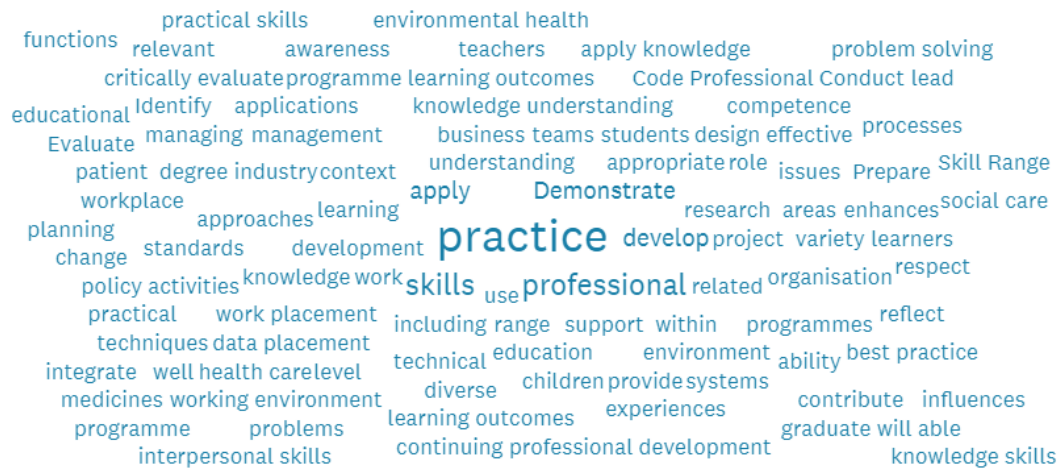 practical skills environmental health
functions relevant awareness teachers apply knowledge problem solving
critically evaluate programme learning outcomes Code Professional Conduct lead
educational Identify applications knowledge understanding competence
Evaluate managing management business teams students design effective processes
patient degree industry context understanding appropriate role issues Prepare Skill Range
workplace apply Demonstrate
planning approaches learning research areas enhances social care
change standards development practice develop project variety learners
policy activities knowledge work skills use professional related organisation respect
practical work placement including range support within programmes reflect
techniques data placement technical education environment ability best practice
integrate well health care level diverse children provide systems
medicines working environment learning outcomes experiences contribute influences
programme problems continuing professional development graduate will able
interpersonal skills knowledge skills